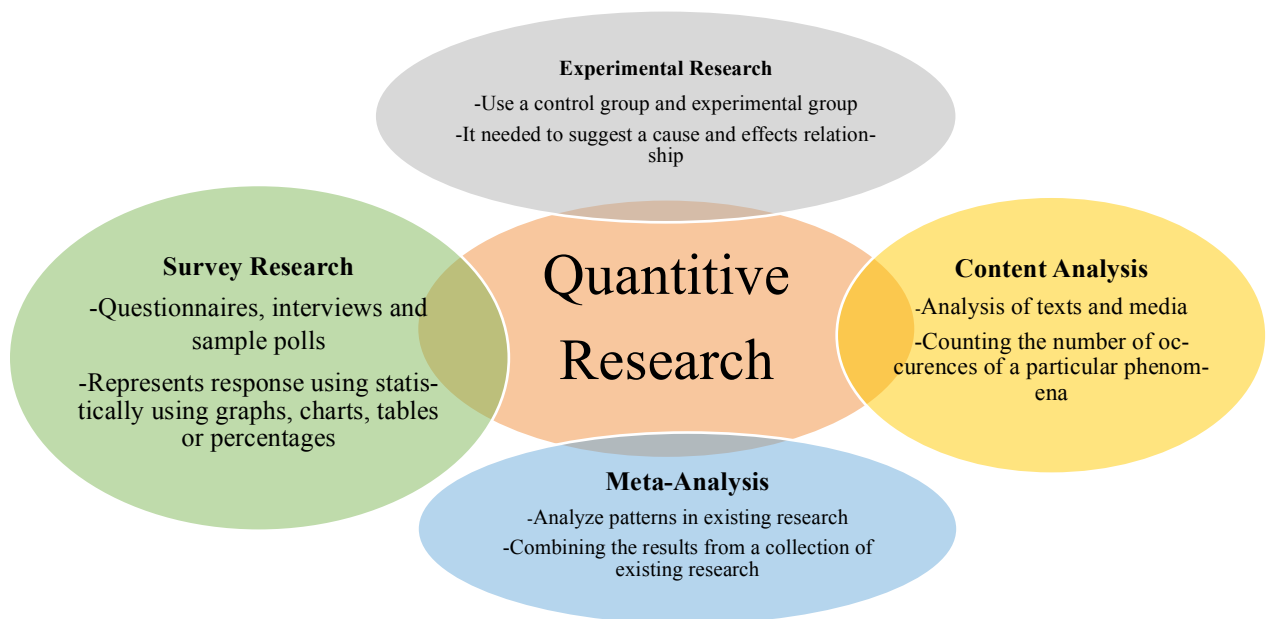 Experimental Research
-Use a control group and experimental group
-It needed to suggest a cause and effects relation-
ship
Quantitive
Research
Survey Research
-Questionnaires, interviews and
sample polls
-Represents response using statis-
tically using graphs, charts, tables
or percentages
Content Analysis
-Analysis of texts and media
-Counting the number of oc-
curences of a particular phenom-
ena
Meta-Analysis
-Analyze patterns in existing research
-Combining the results from a collection of
existing research